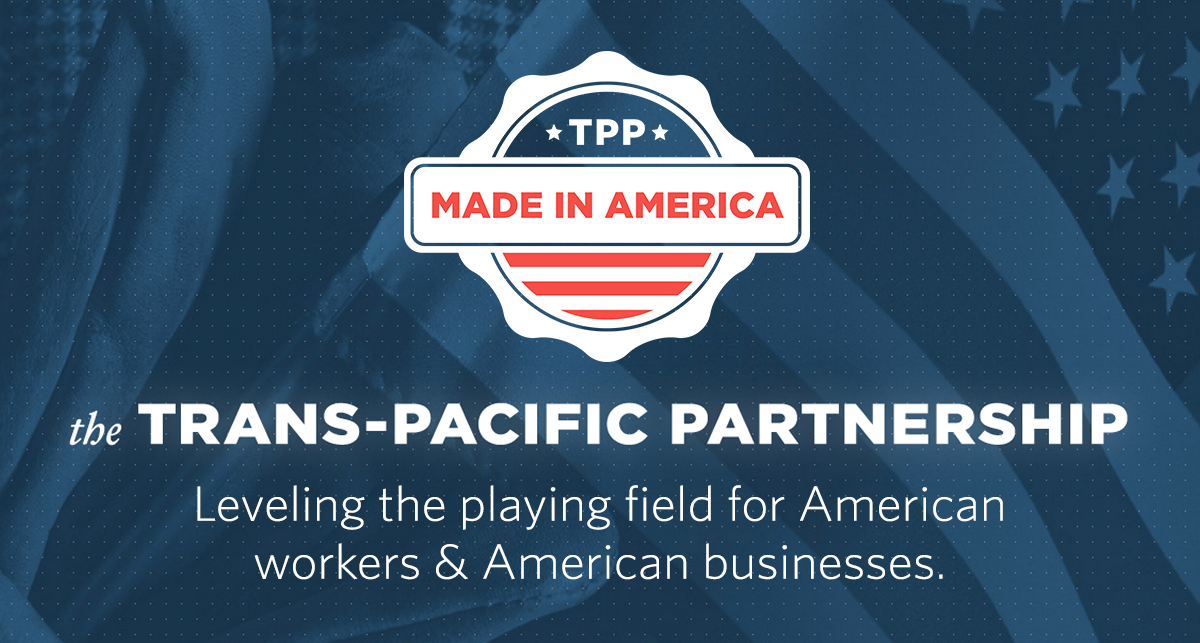 TPP
MADE IN AMERICA
the TRANS-PACIFIC PARTNERSHIP
Leveling the playing field for American
workers & American businesses.